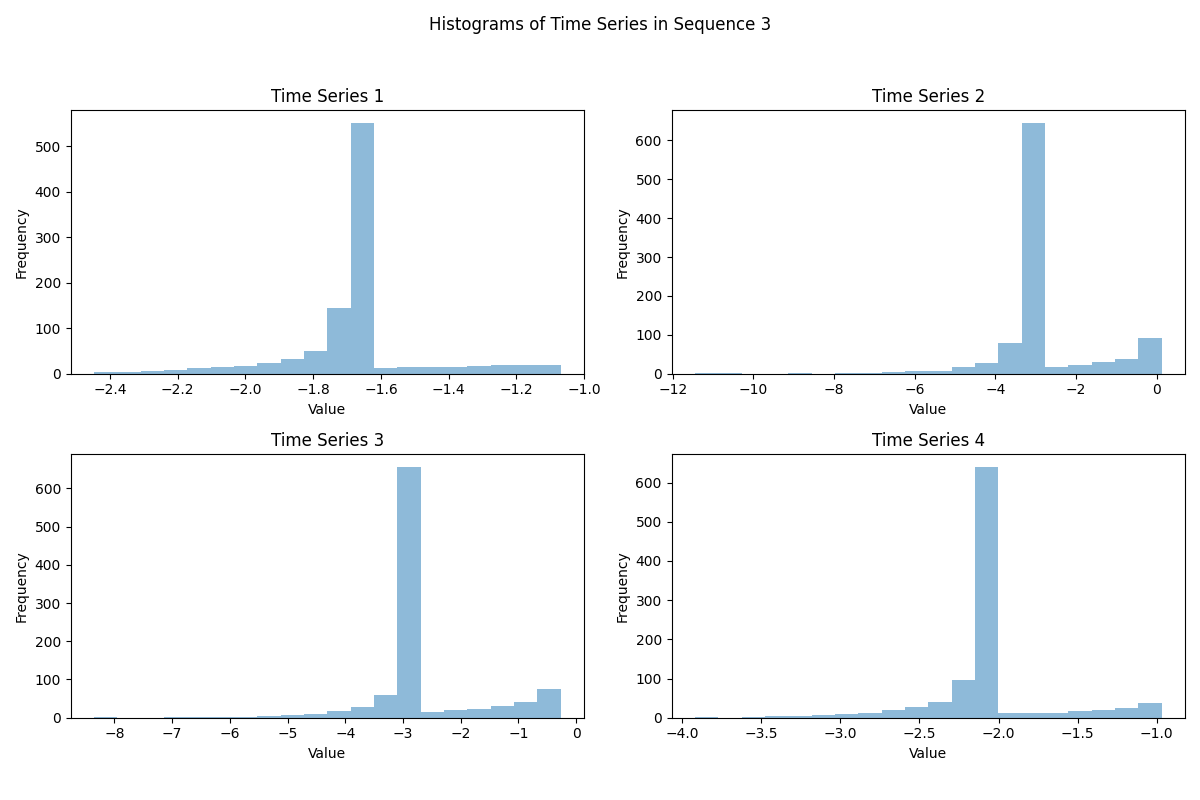 Histograms of Time Series in Sequence 3
Time Series 1
Frequency
500
400
300
200
100
0
−2.4 −2.2 −2.0 −1.8 −1.6 −1.4 −1.2 −1.0
Value
Time Series 2
Frequency
600
500
400
300
200
100
0
−12 −10 −8 −6 −4 −2 0
Value
Time Series 3
Frequency
600
500
400
300
200
100
0
−8 −7 −6 −5 −4 −3 −2 −1 0
Value
Time Series 4
Frequency
600
500
400
300
200
100
0
−4.0 −3.5 −3.0 −2.5 −2.0 −1.5 −1.0
Value